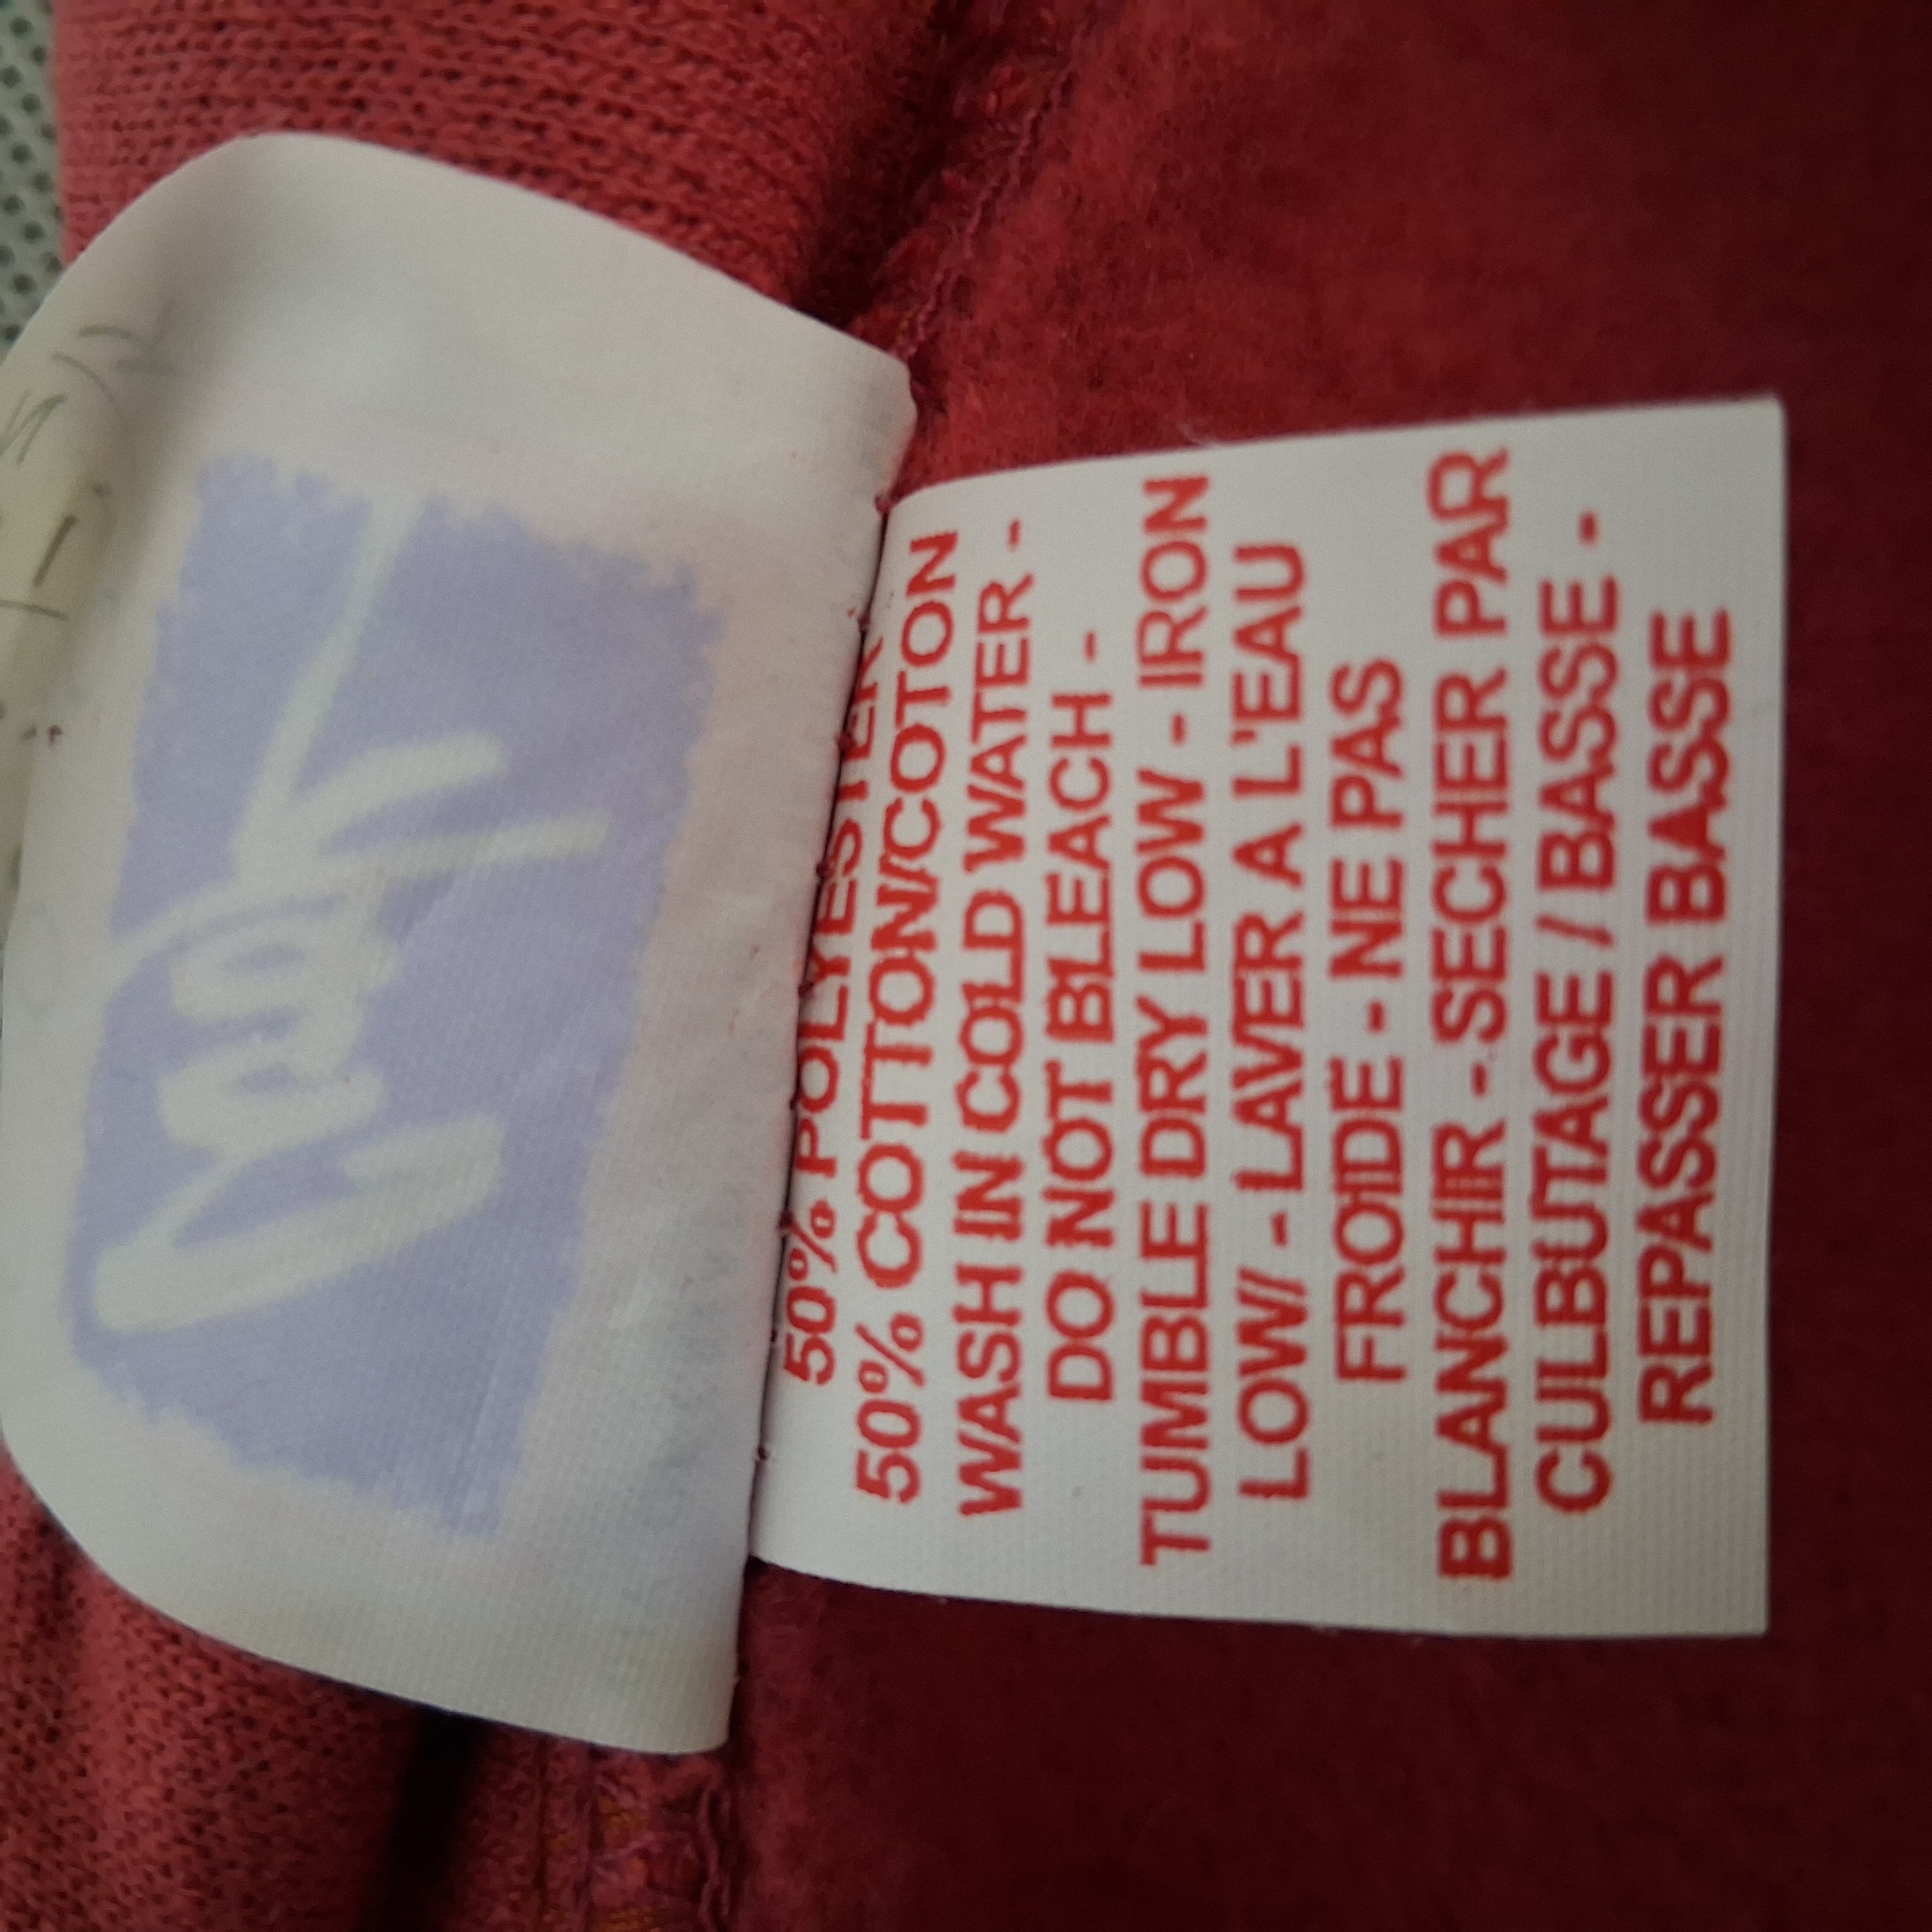 50% POLYESTER
50% COTTON/COTON
WASH IN COLD WATER -
DO NOT BLEACH -
TUMBLE DRY LOW - IRON
LOW/ - LAVER A L'EAU
FROIDE - NE PAS
BLANCHIR - SECHER PAR
CULBUTAGE / BASSE -
REPASSER BASSE